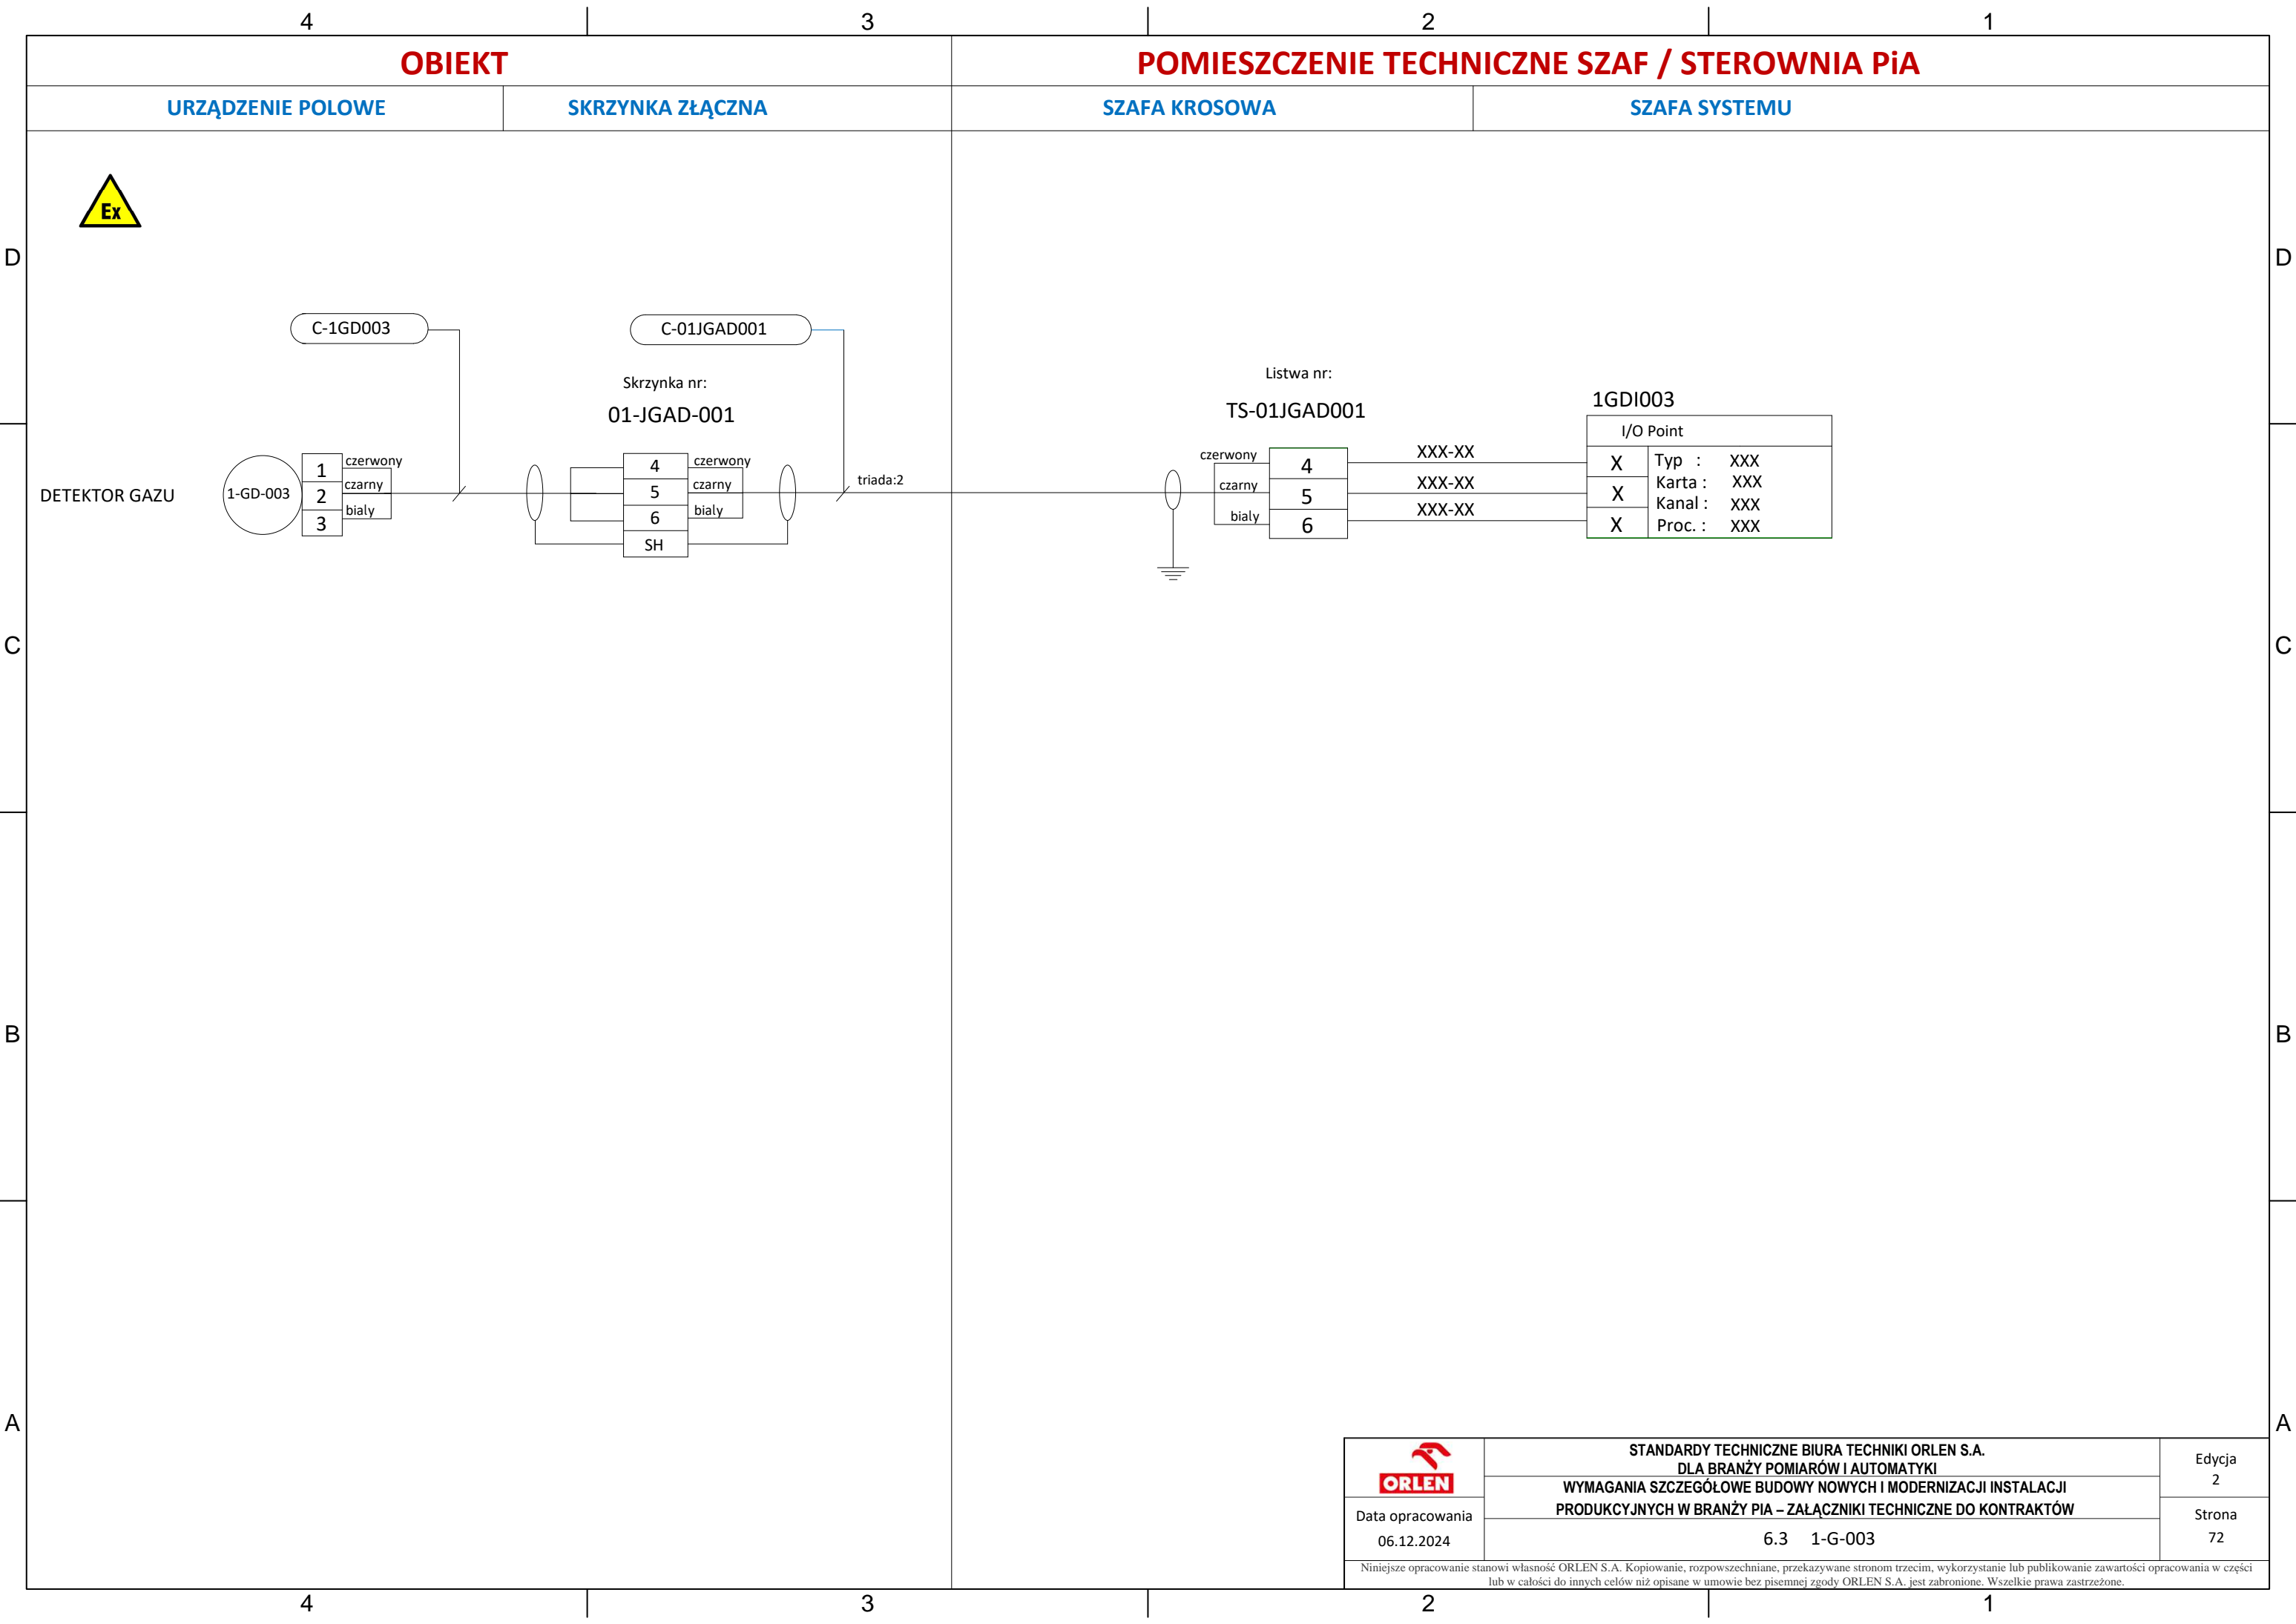 4 3 2 1
OBIEKT
POMIESZCZENIE TECHNICZNE SZAF / STEROWNIA PiA
URZĄDZENIE POLOWE
SKRZYNKA ZŁĄCZNA
SZAFA KROSOWA
SZAFA SYSTEMU
Ex
D
D
C-1GD003
C-01JGAD001
Skrzynka nr:
01-JGAD-001
Listwa nr:
TS-01JGAD001
1GDI003
I/O Point
DETEKTOR GAZU
1-GD-003
1 czerwony
2 czarny
3 bialy
4 czerwony
5 czarny
6 bialy
SH
triada:2
czerwony 4 XXX-XX
czarny 5 XXX-XX
bialy 6 XXX-XX
X Typ : XXX
X Karta : XXX
Kanal : XXX
X Proc. : XXX
C
C
B
B
A
A
ORLEN
Data opracowania
06.12.2024
STANDARDY TECHNICZNE BIURA TECHNIKI ORLEN S.A.
DLA BRANŻY POMIARÓW I AUTOMATYKI
WYMAGANIA SZCZEGÓŁOWE BUDOWY NOWYCH I MODERNIZACJI INSTALACJI
PRODUKCYJNYCH W BRANŻY PIA – ZAŁĄCZNIKI TECHNICZNE DO KONTRAKTÓW
6.3 1-G-003
Edycja
2
Strona
72
Niniejsze opracowanie stanowi własność ORLEN S.A. Kopiowanie, rozpowszechniane, przekazywane stronom trzecim, wykorzystanie lub publikowanie zawartości opracowania w części
lub w całości do innych celów niż opisane w umowie bez pisemnej zgody ORLEN S.A. jest zabronione. Wszelkie prawa zastrzeżone.
4 3 2 1